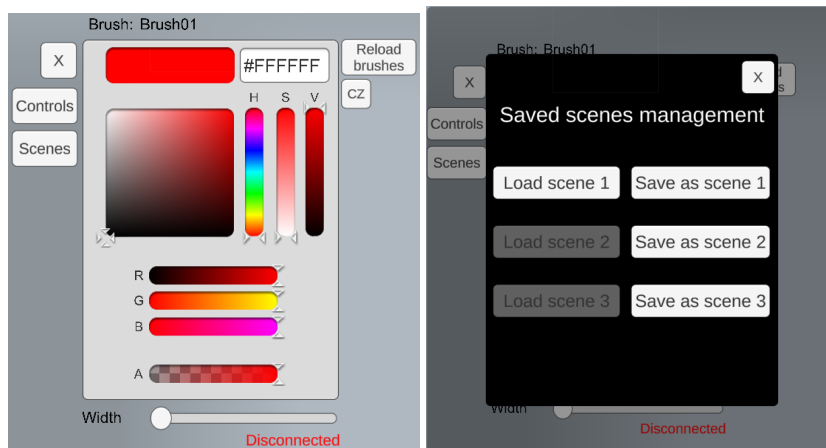 Brush: Brush01
X
#FFFFFF
Reload
brushes
CZ
Controls
Scenes
H S V
R
G
B
A
Width
Disconnected
Brush: Brush01
X
X
Controls
Scenes
Saved scenes management
Load scene 1
Save as scene 1
Load scene 2
Save as scene 2
Load scene 3
Save as scene 3
Width
Disconnected